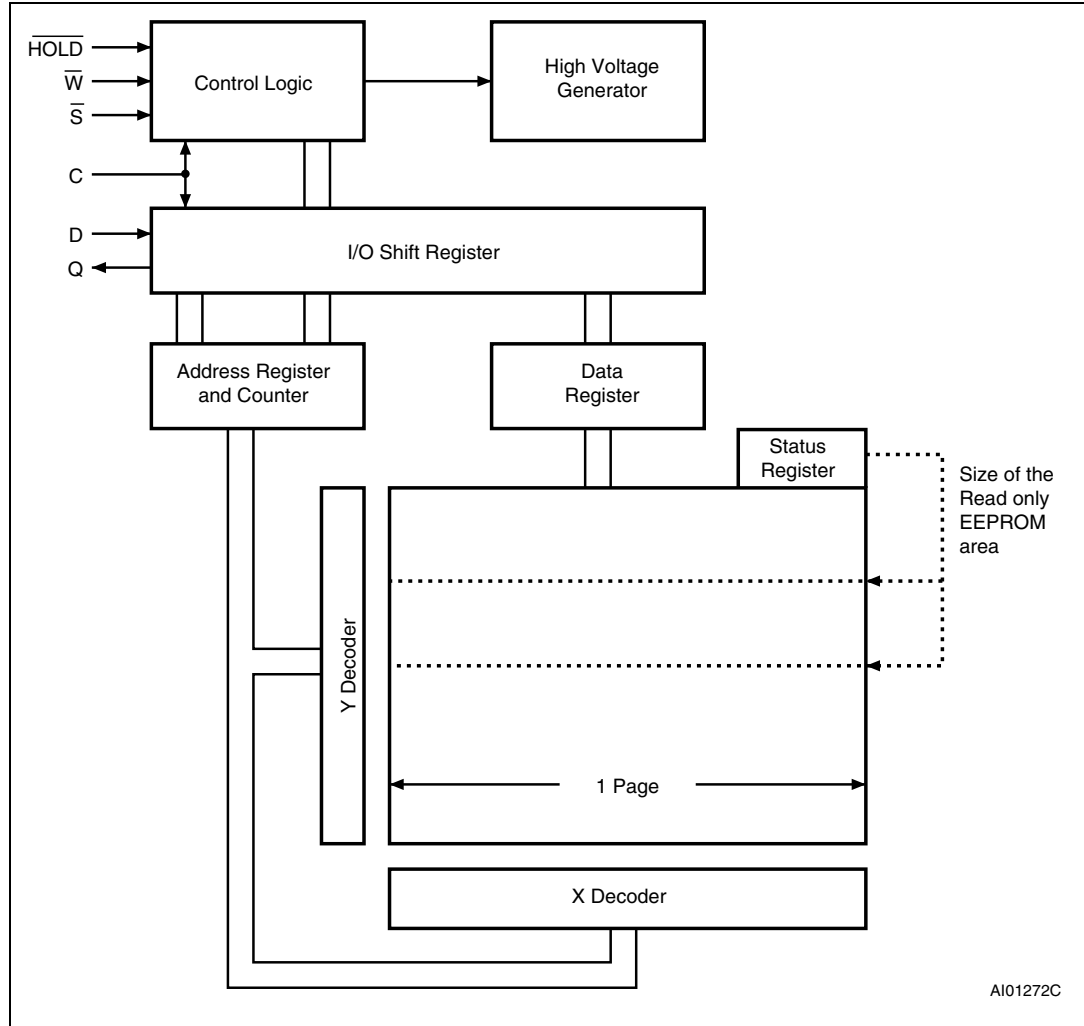 H̅O̅L̅D̅
W̅
S̅
Control Logic
High Voltage
Generator
C
D
Q
I/O Shift Register
Address Register
and Counter
Data
Register
Status
Register
Size of the
Read only
EEPROM
area
Y Decoder
1 Page
X Decoder
AI01272C